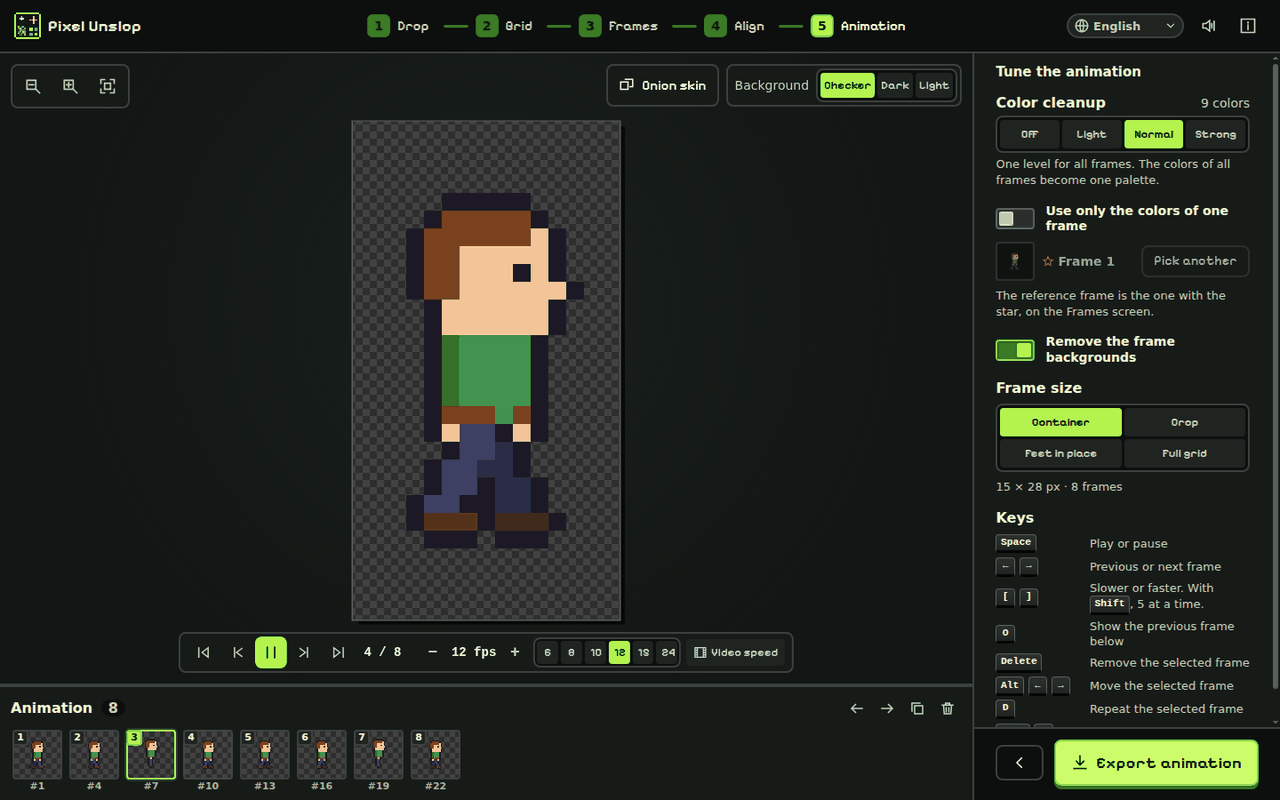 Pixel Unslop
1 Drop
2 Grid
3 Frames
4 Align
5 Animation
English
Onion skin
Background Checker Dark Light
4 / 8
12 fps
6 8 10 12 15 24
Video speed
Animation 8
1 2 3 4 5 6 7 8
#1 #4 #7 #10 #13 #16 #19 #22
Tune the animation
Color cleanup 9 colors
Off Light Normal Strong
One level for all frames. The colors of all
frames become one palette.
Use only the colors of one
frame
Frame 1 Pick another
The reference frame is the one with the
star, on the Frames screen.
Remove the frame
backgrounds
Frame size
Container Crop
Feet in place Full grid
15 × 28 px · 8 frames
Keys
Space Play or pause
← → Previous or next frame
[ ] Slower or faster. With
Shift, 5 at a time.
O Show the previous frame
below
Delete Remove the selected frame
Alt ← → Move the selected frame
D Repeat the selected frame
Export animation